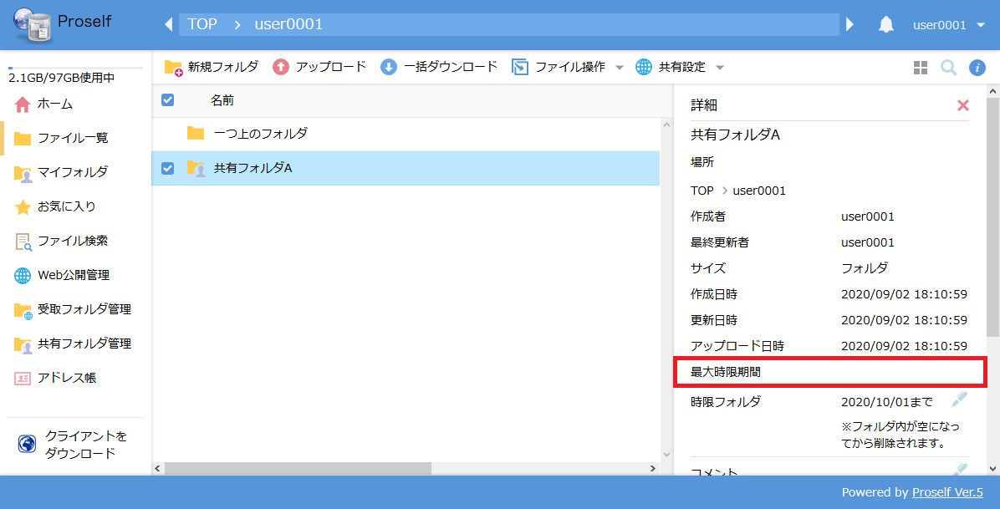 Proself
TOP > user0001
user0001
2.1GB/97GB使用中
ホーム
ファイル一覧
マイフォルダ
お気に入り
ファイル検索
Web公開管理
受取フォルダ管理
共有フォルダ管理
アドレス帳
クライアントを
ダウンロード
新規フォルダ アップロード 一括ダウンロード ファイル操作 共有設定
名前
一つ上のフォルダ
共有フォルダA
詳細
共有フォルダA
場所
TOP > user0001
作成者 user0001
最終更新者 user0001
サイズ フォルダ
作成日時 2020/09/02 18:10:59
更新日時 2020/09/02 18:10:59
アップロード日時 2020/09/02 18:10:59
最大時限期間
時限フォルダ 2020/10/01まで
※フォルダ内が空になっ
てから削除されます。
コメント
Powered by Proself Ver.5